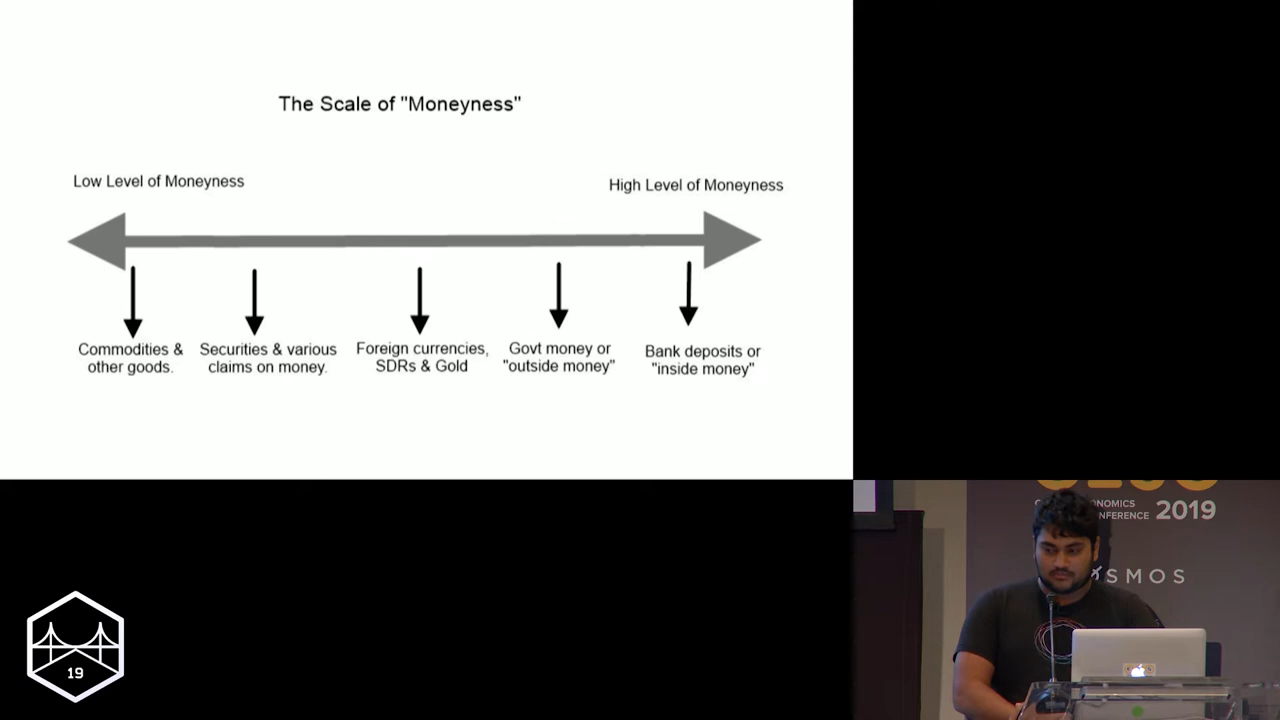 The Scale of "Moneyness"
Low Level of Moneyness
High Level of Moneyness
Commodities &
other goods.
Securities & various
claims on money.
Foreign currencies,
SDRs & Gold
Govt money or
"outside money"
Bank deposits or
"inside money"
2019
SMOS
19